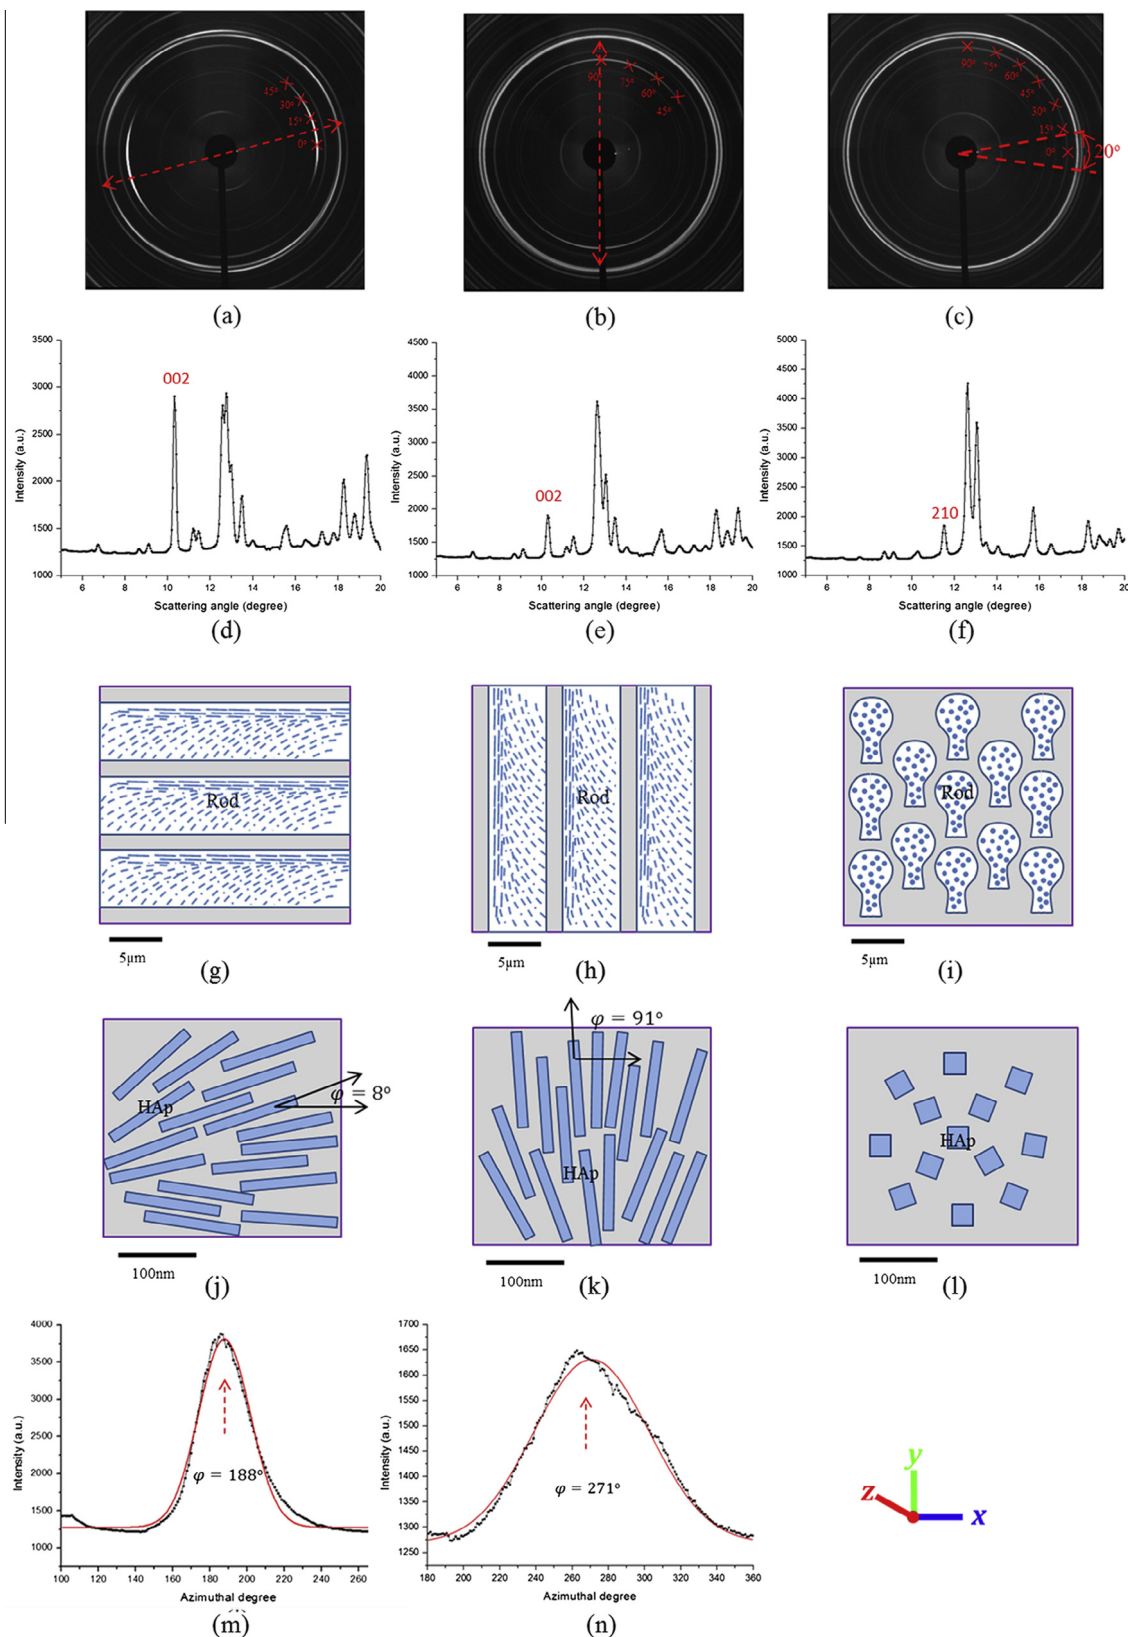 45°
30°
15°
0°
(a)
90°
75°
60°
45°
(b)
90°
75°
60°
45°
30°
15°
0°
20°
(c)
3500
3000
2500
2000
1500
1000
002
Intensity (a.u.)
6 8 10 12 14 16 18 20
Scattering angle (degree)
(d)
4500
4000
3500
3000
2500
2000
1500
1000
002
Intensity (a.u.)
6 8 10 12 14 16 18 20
Scattering angle (degree)
(e)
5000
4500
4000
3500
3000
2500
2000
1500
1000
210
Intensity (a.u.)
6 8 10 12 14 16 18 20
Scattering angle (degree)
(f)
Rod
5μm
(g)
Rod
5μm
(h)
Rod
5μm
(i)
φ = 8°
HAp
100nm
(j)
φ = 91°
HAp
100nm
(k)
HAp
100nm
(l)
4000
3500
3000
2500
2000
1500
1000
Intensity (a.u.)
φ = 188°
100 120 140 160 180 200 220 240 260
Azimuthal degree
(m)
1700
1650
1600
1550
1500
1450
1400
1350
1300
1250
Intensity (a.u.)
φ = 271°
180 200 220 240 260 280 300 320 340 360
Azimuthal degree
(n)
y
z
x